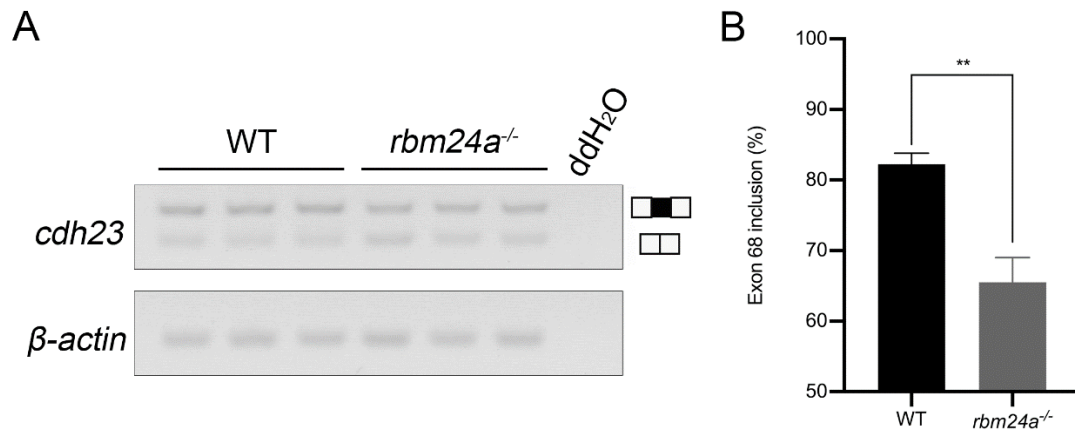 A
WT
rbm24a-/-
ddH₂O
cdh23
β-actin
B
Exon 68 inclusion (%)
100
90
80
70
60
50
**
WT
rbm24a-/-